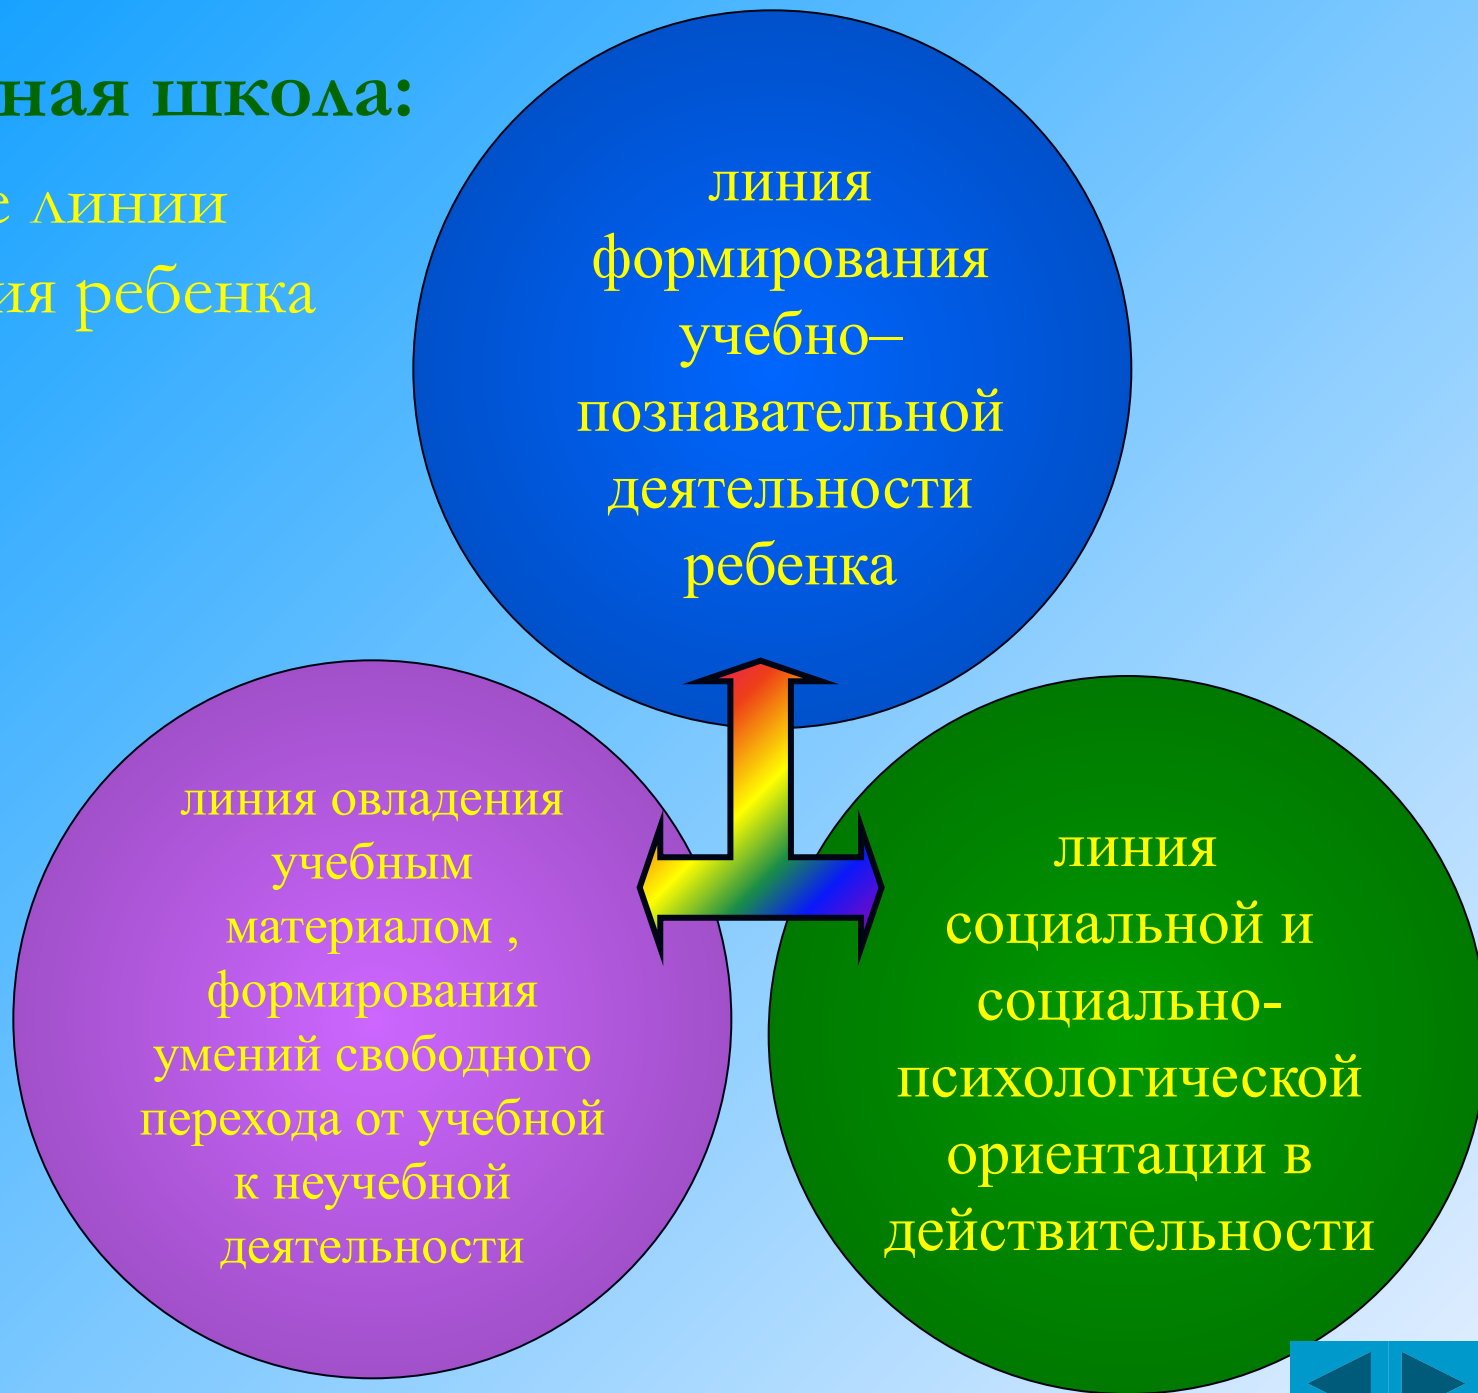 ная школа:
е линии
ия ребенка
линия
формирования
учебно–
познавательной
деятельности
ребенка
линия овладения
учебным
материалом ,
формирования
умений свободного
перехода от учебной
к неучебной
деятельности
линия
социальной и
социально-
психологической
ориентации в
действительности